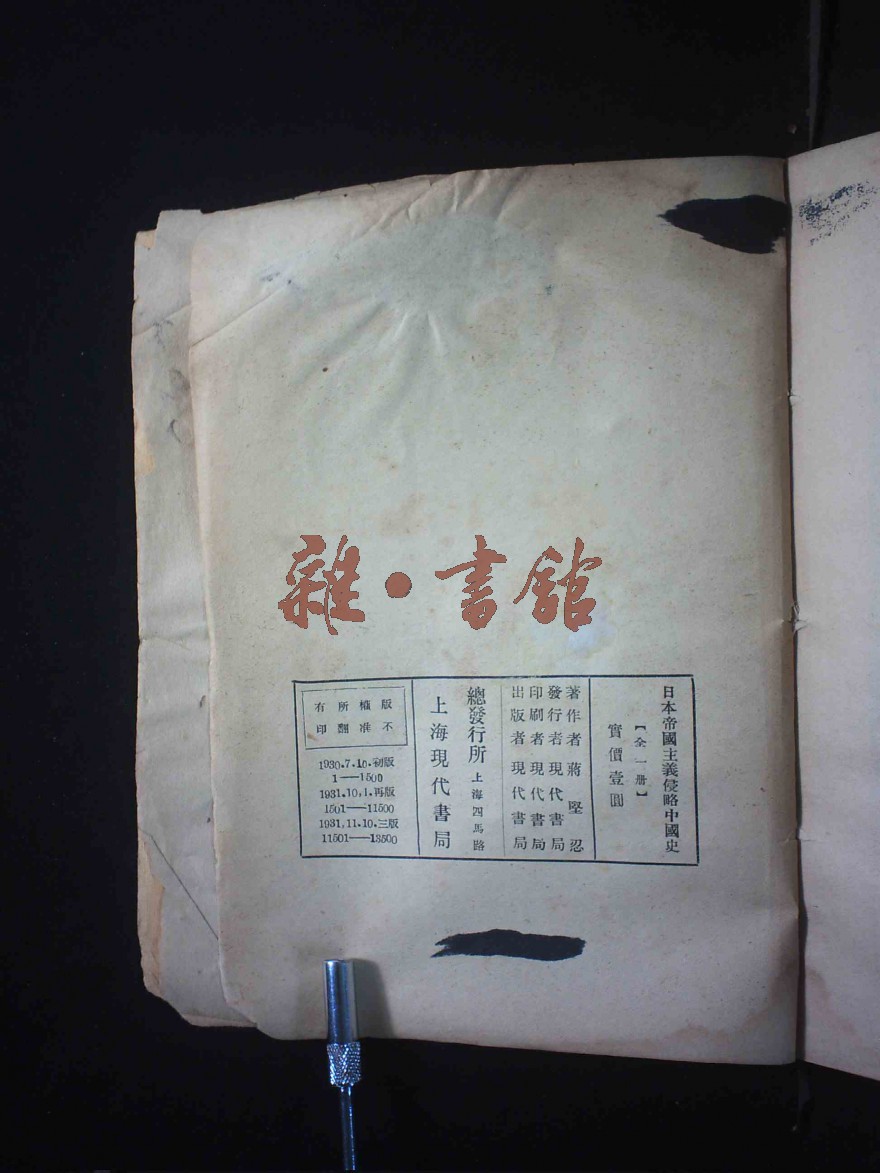 雜·書館
日本帝國主義侵略中國史
【全一册】
實價壹圓
著作者 蔣堅忍
發行者 現代書局
印刷者 現代書局
出版者 現代書局
總發行所 上海四馬路
上海現代書局
版權所有
不准翻印
1930.7.10.初版
1——1500
1931.10,1.再版
1501——11500
1931,11.10.三版
11501——13500